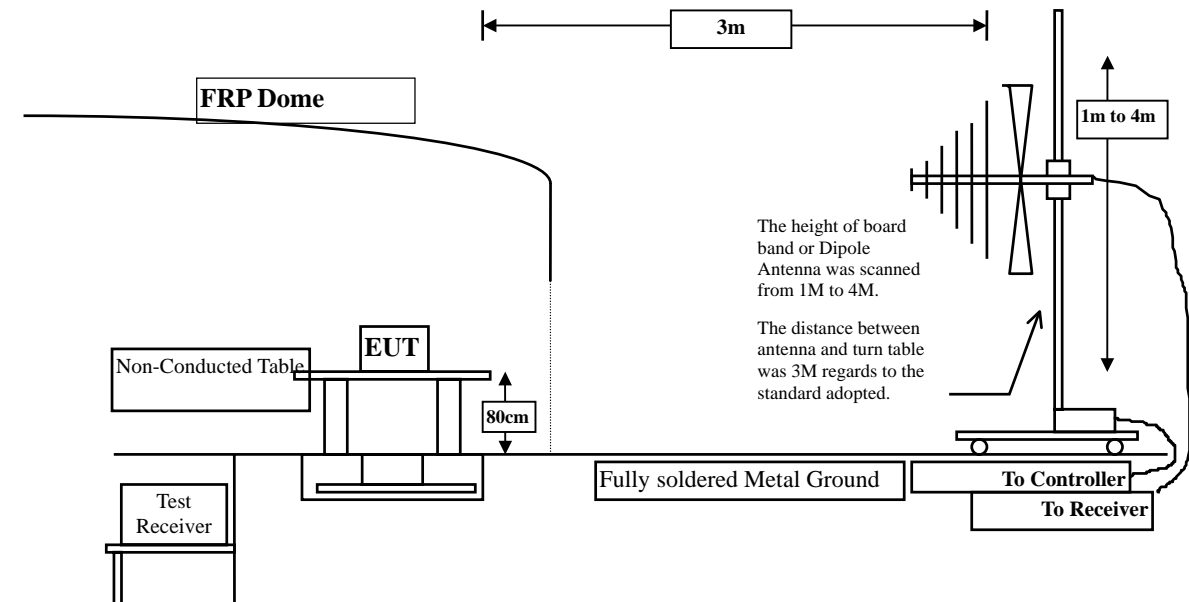 3m
FRP Dome
1m to 4m
The height of board
band or Dipole
Antenna was scanned
from 1M to 4M.
The distance between
antenna and turn table
was 3M regards to the
standard adopted.
EUT
Non-Conducted Table
80cm
Fully soldered Metal Ground
To Controller
To Receiver
Test
Receiver